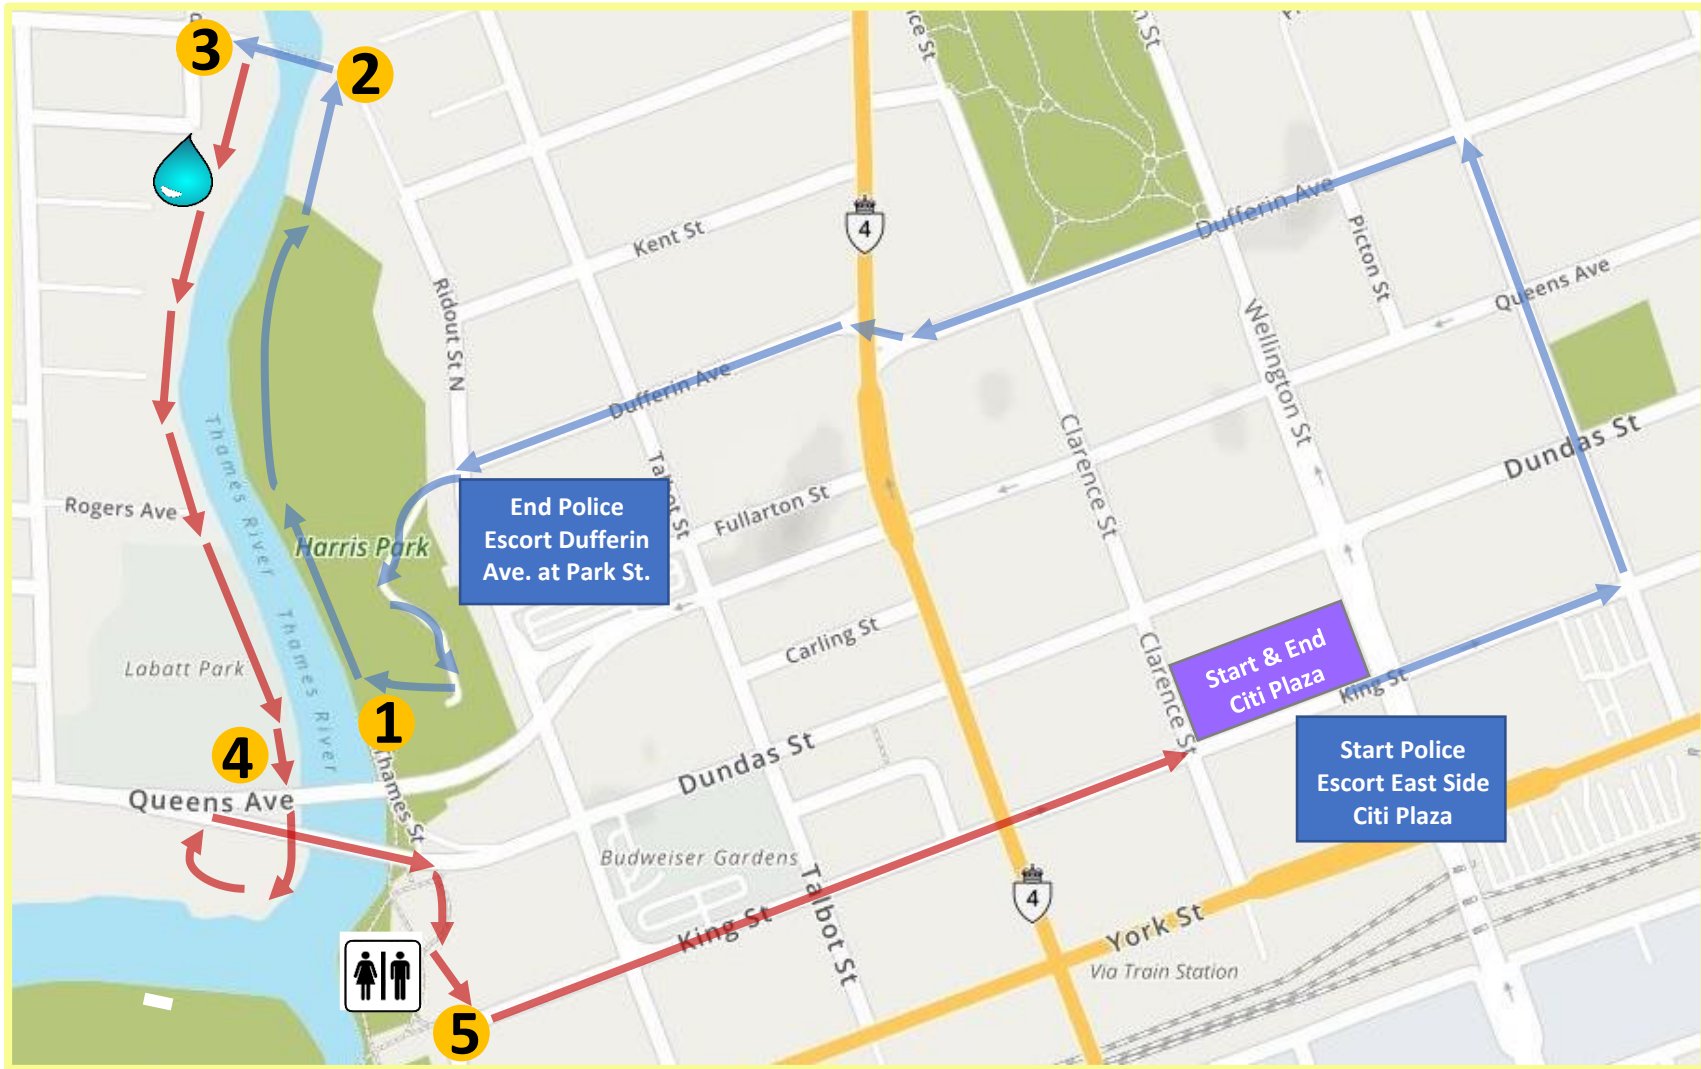 3
2
4
Kent St
Dufferin Ave
Picton St
Queens Ave
Ridout St N
Wellington St
Dufferin Ave
Clarence St
Dundas St
Thames River
Rogers Ave
Harris Park
End Police
Escort Dufferin
Ave. at Park St.
Talbot St
Fullarton St
Thames River
Labatt Park
Carling St
Clarence St
Start & End
Citi Plaza
King St
1
4
Thames St
Queens Ave
Dundas St
Start Police
Escort East Side
Citi Plaza
Budweiser Gardens
Talbot St
King St
4
York St
Via Train Station
5